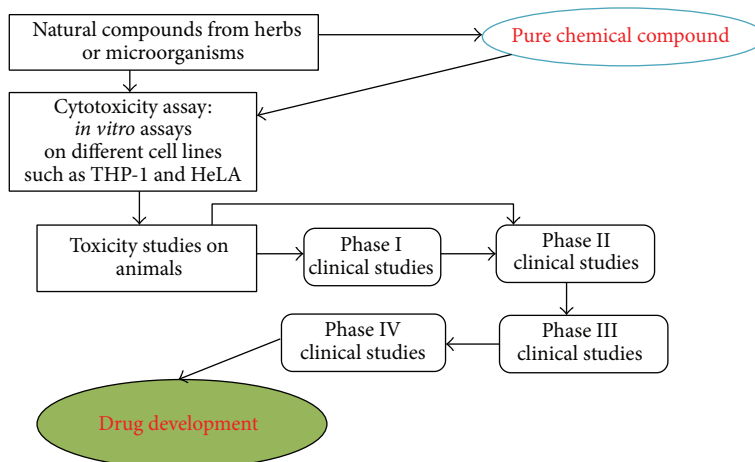 Natural compounds from herbs
or microorganisms
Pure chemical compound
Cytotoxicity assay:
in vitro assays
on different cell lines
such as THP-1 and HeLA
Toxicity studies on
animals
Phase I
clinical studies
Phase II
clinical studies
Phase IV
clinical studies
Phase III
clinical studies
Drug development